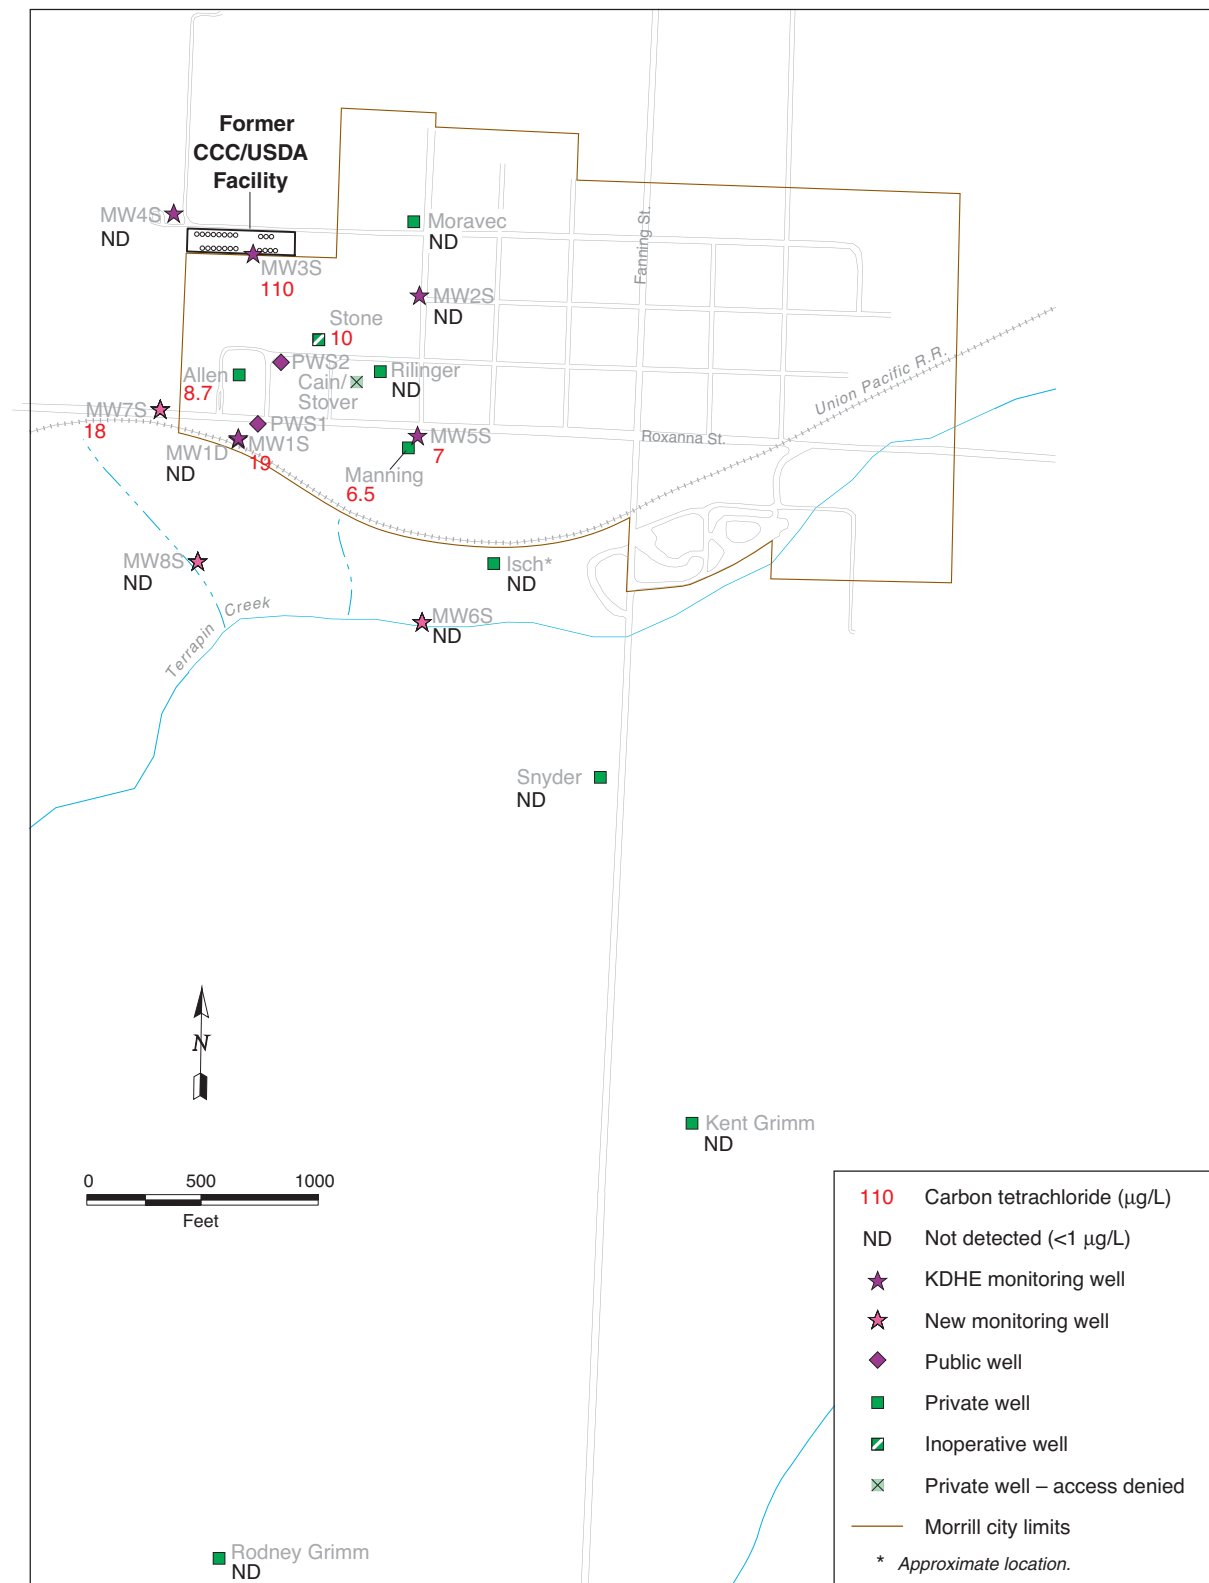 Former
CCC/USDA
Facility
MW4S
ND
Moravec
ND
MW3S
110
MW2S
ND
Fanning St.
Stone
10
PWS2
Cain/
Stover
Rilinger
ND
Allen
8.7
Union Pacific R.R.
MW7S
18
PWS1
MW1S
19
MW1D
ND
MW5S
7
Roxanna St.
Manning
6.5
MW8S
ND
Isch*
ND
Terrapin Creek
MW6S
ND
Snyder
ND
N
Kent Grimm
ND
0 500 1000
Feet
110 Carbon tetrachloride (μg/L)
ND Not detected (<1 μg/L)
KDHE monitoring well
New monitoring well
Public well
Private well
Inoperative well
Private well – access denied
Morrill city limits
* Approximate location.
Rodney Grimm
ND